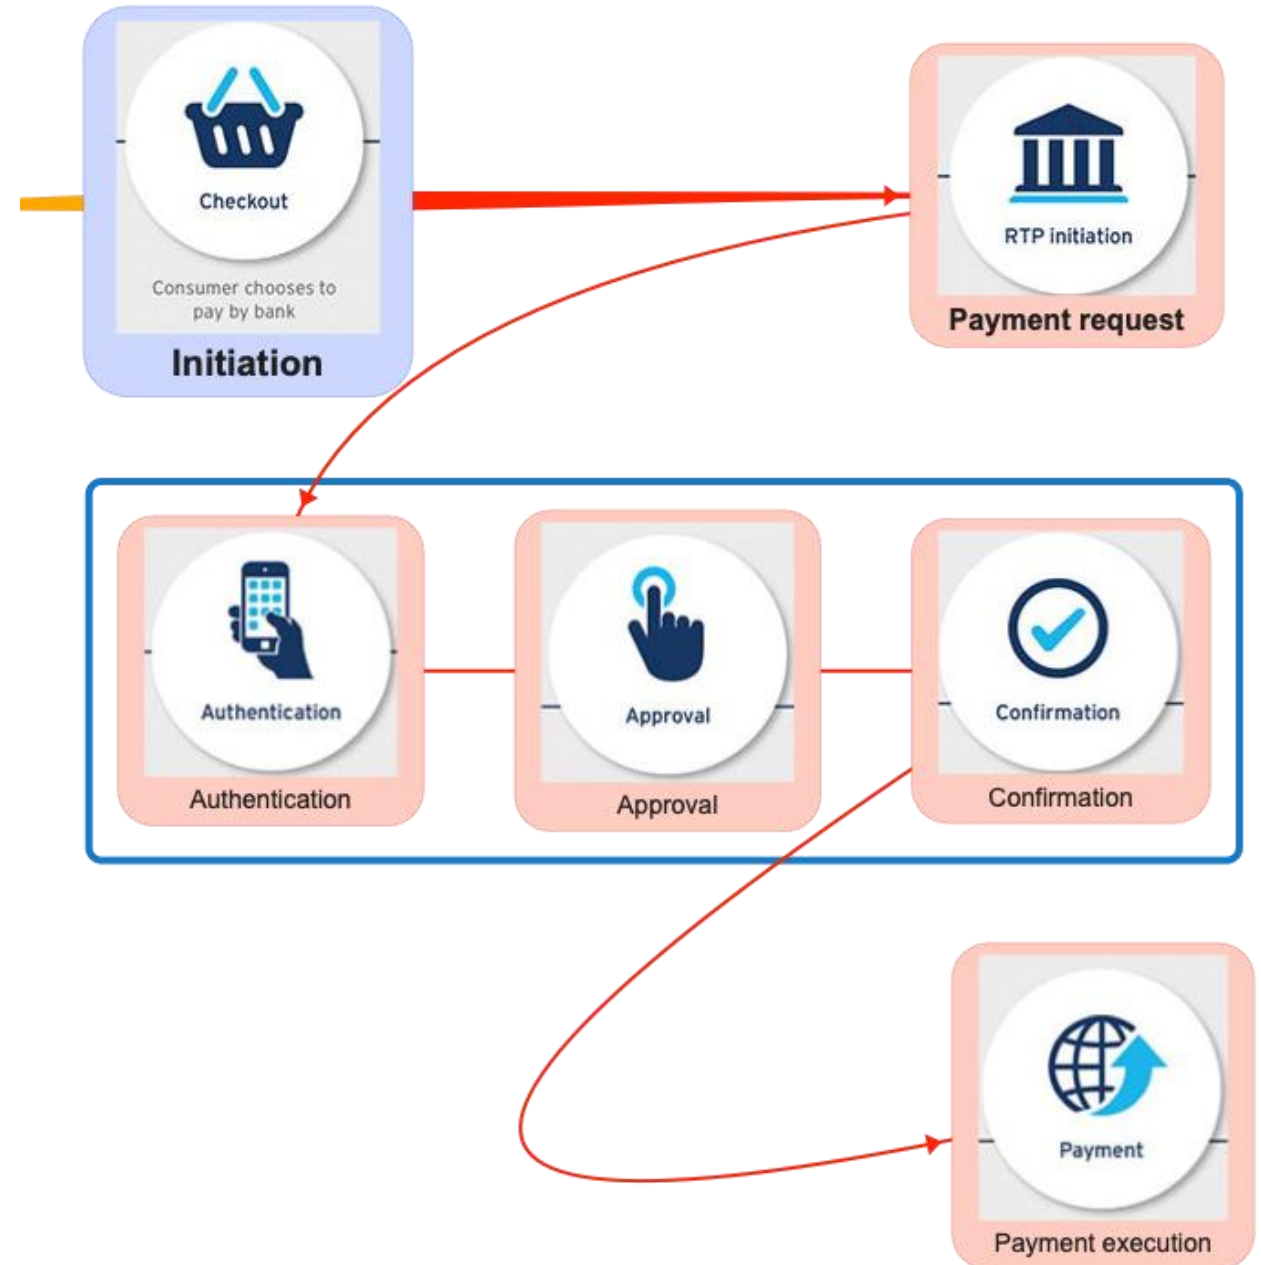 Checkout
Consumer chooses to
pay by bank
Initiation
RTP initiation
Payment request
Authentication
Authentication
Approval
Approval
Confirmation
Confirmation
Payment
Payment execution